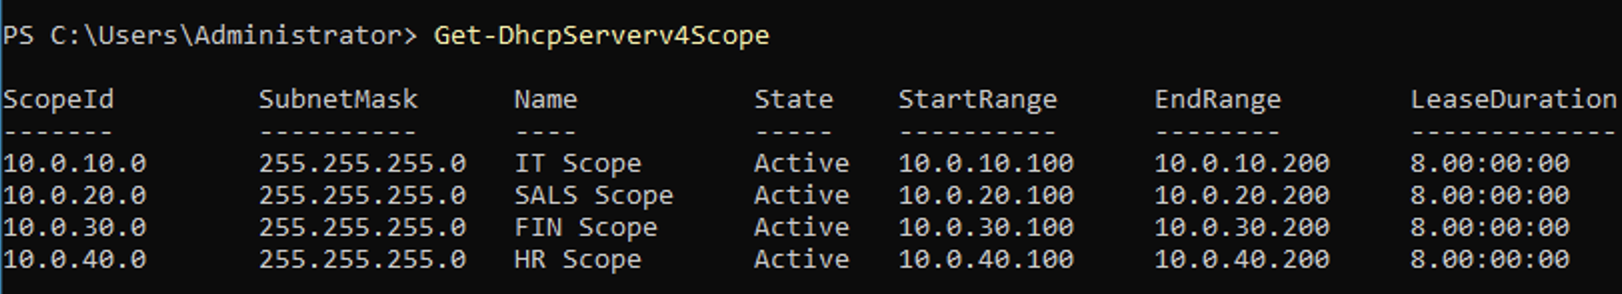 PS C:\Users\Administrator> Get-DhcpServerv4Scope
ScopeId SubnetMask Name State StartRange EndRange LeaseDuration
------- ---------- ---- ----- ---------- -------- -------------
10.0.10.0 255.255.255.0 IT Scope Active 10.0.10.100 10.0.10.200 8.00:00:00
10.0.20.0 255.255.255.0 SALS Scope Active 10.0.20.100 10.0.20.200 8.00:00:00
10.0.30.0 255.255.255.0 FIN Scope Active 10.0.30.100 10.0.30.200 8.00:00:00
10.0.40.0 255.255.255.0 HR Scope Active 10.0.40.100 10.0.40.200 8.00:00:00